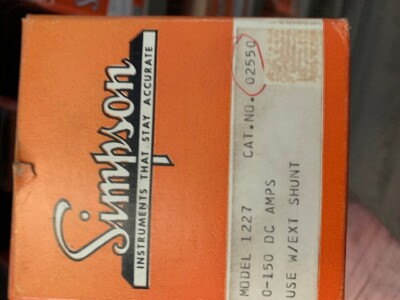 Simpson
INSTRUMENTS THAT STAY ACCURATE
MODEL 1227 CAT.NO. 02550
0-150 DC AMPS
USE W/EXT SHUNT